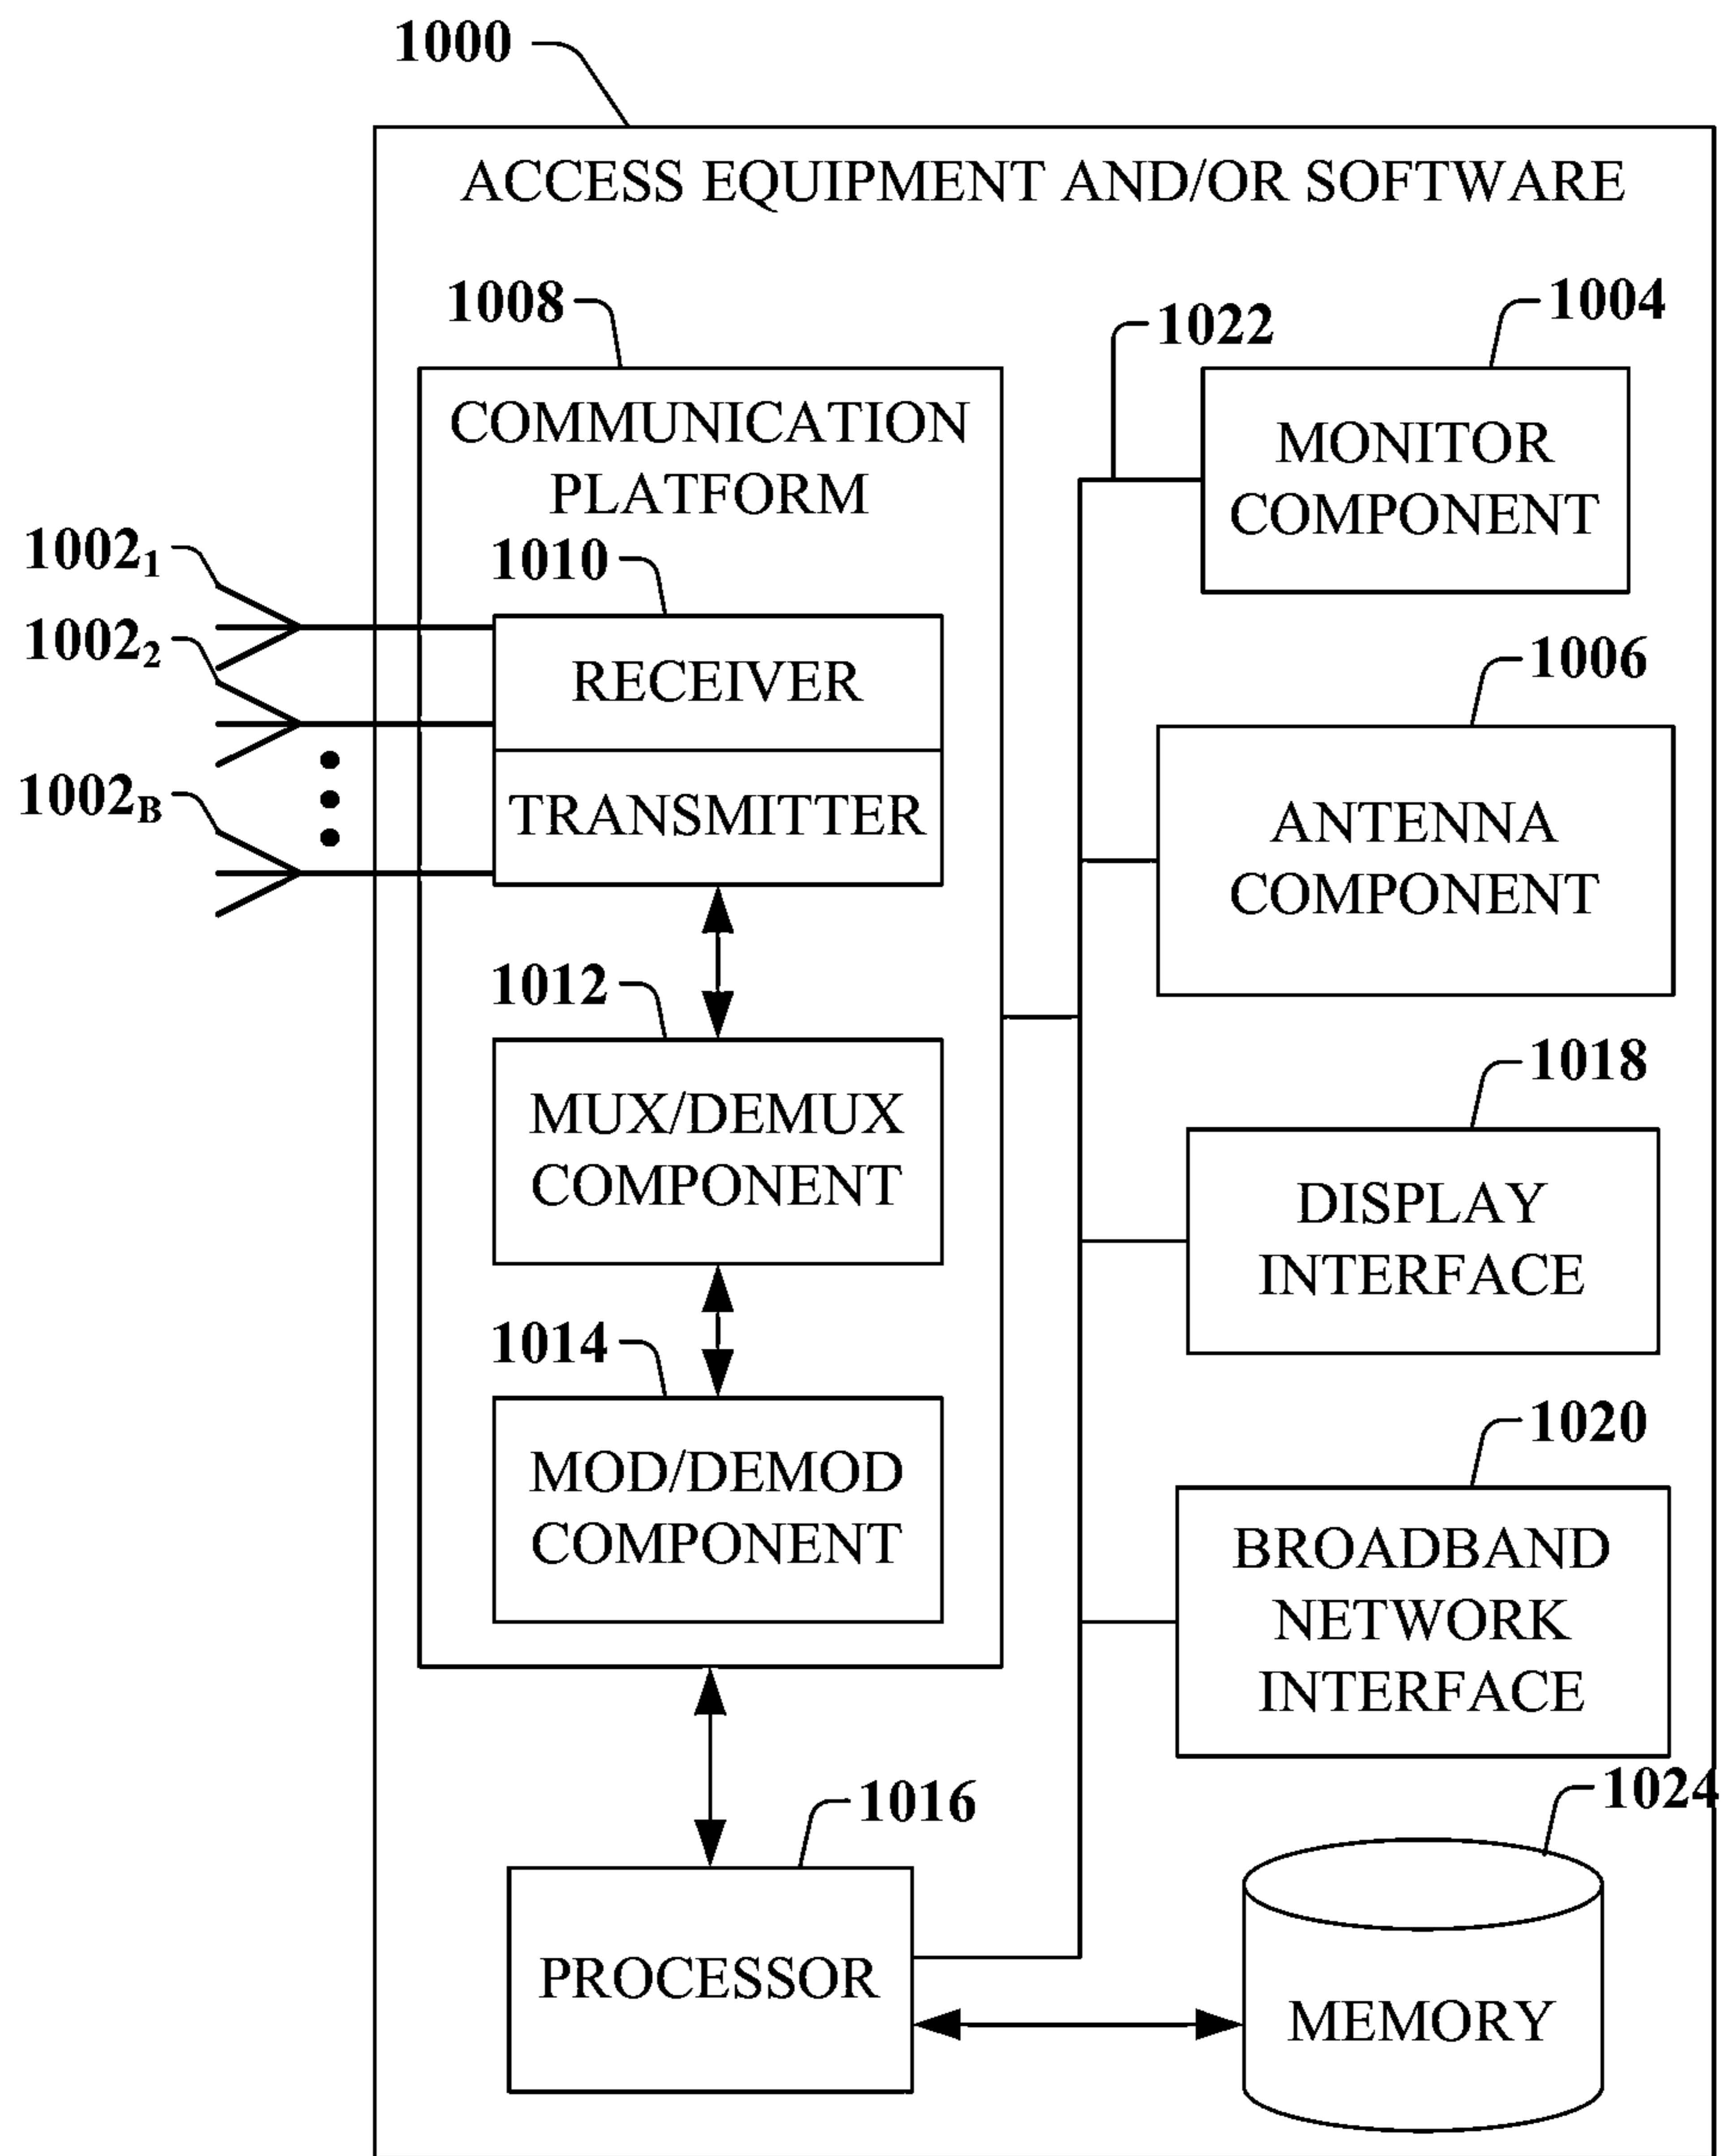 1000
ACCESS EQUIPMENT AND/OR SOFTWARE
1008
COMMUNICATION
PLATFORM
1002₁
1002₂
1002B
1010
RECEIVER
TRANSMITTER
1012
MUX/DEMUX
COMPONENT
1014
MOD/DEMOD
COMPONENT
1016
PROCESSOR
1022
1004
MONITOR
COMPONENT
1006
ANTENNA
COMPONENT
1018
DISPLAY
INTERFACE
1020
BROADBAND
NETWORK
INTERFACE
1024
MEMORY